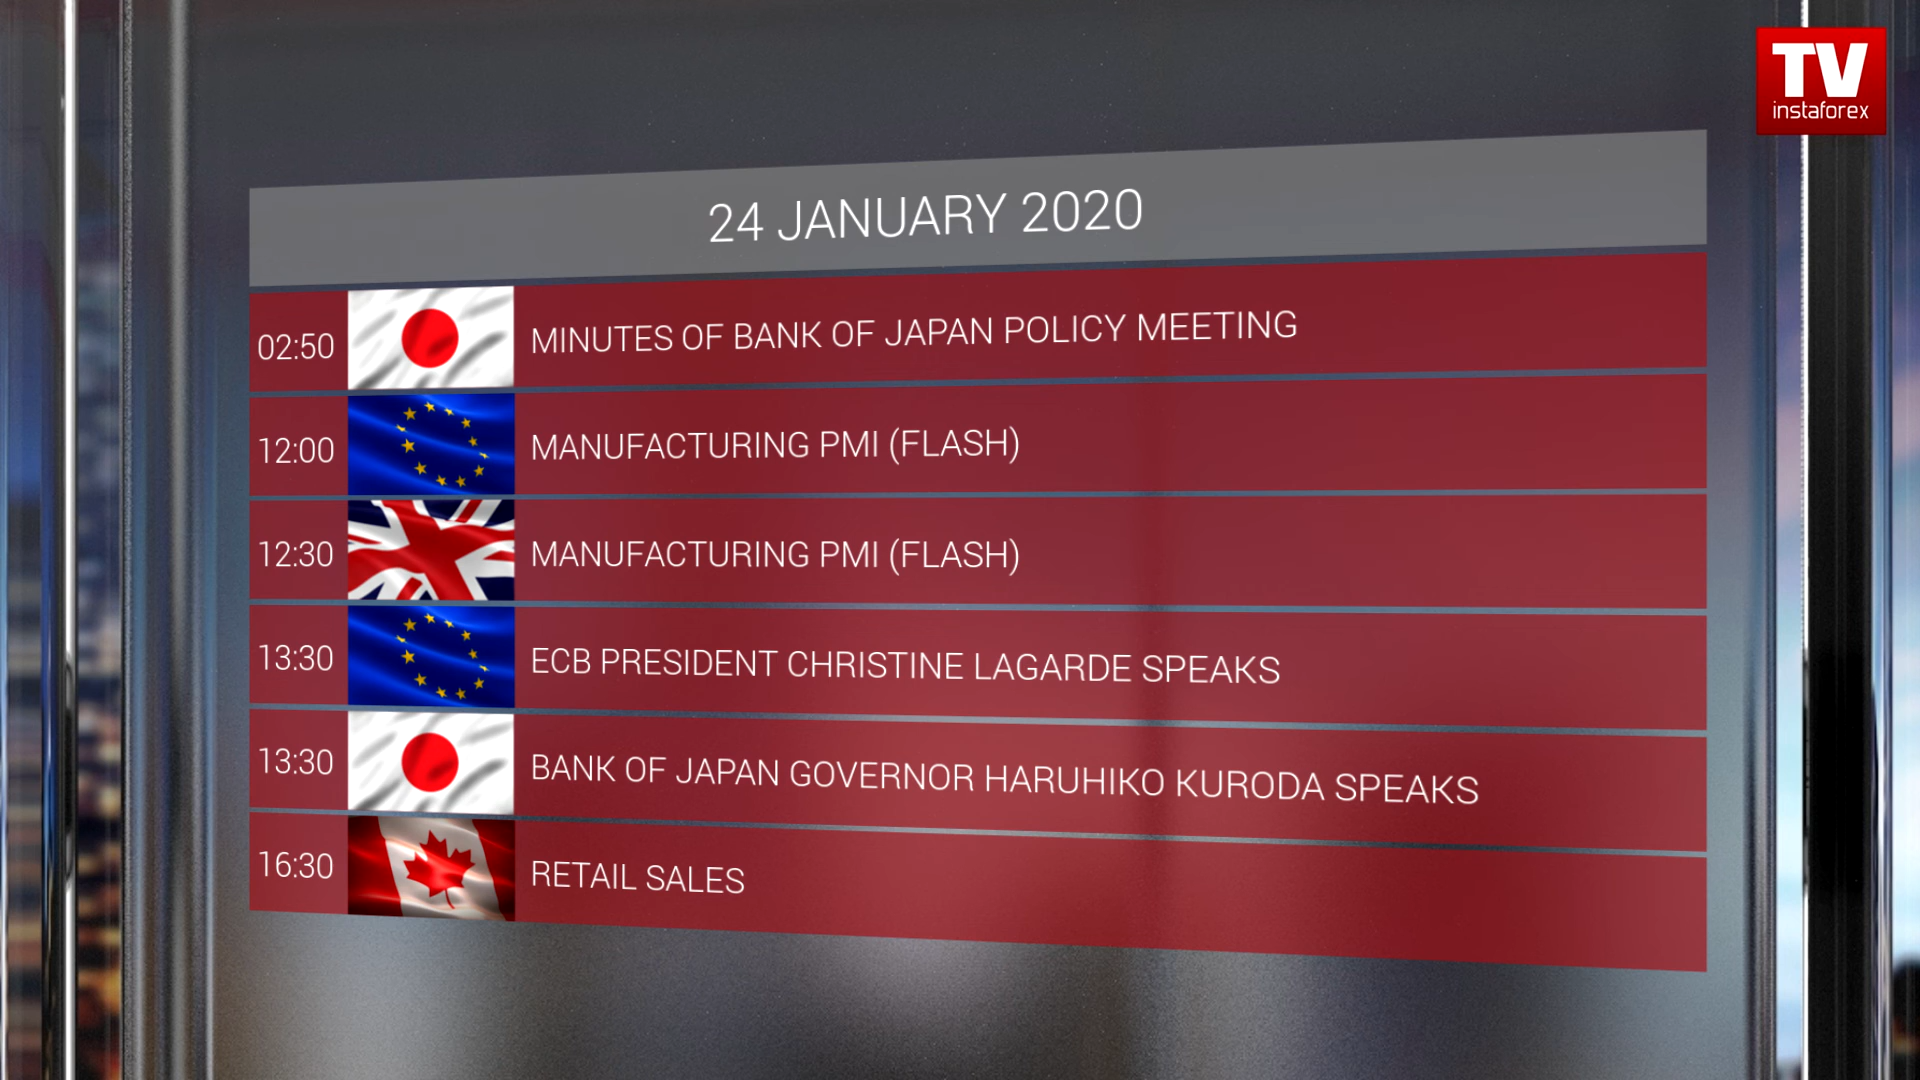 TV
instaforex
24 JANUARY 2020
02:50 MINUTES OF BANK OF JAPAN POLICY MEETING
12:00 MANUFACTURING PMI (FLASH)
12:30 MANUFACTURING PMI (FLASH)
13:30 ECB PRESIDENT CHRISTINE LAGARDE SPEAKS
13:30 BANK OF JAPAN GOVERNOR HARUHIKO KURODA SPEAKS
16:30 RETAIL SALES